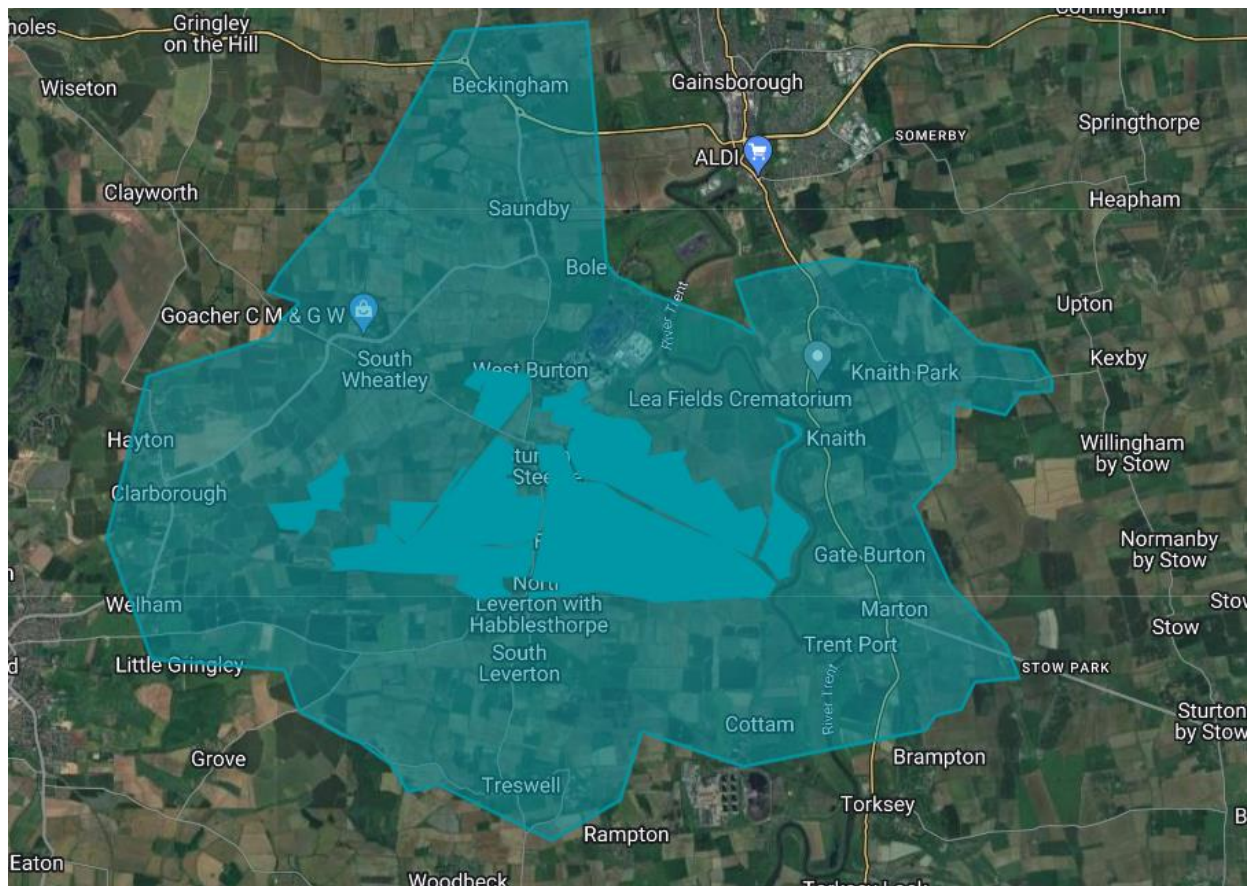 holes
Gringley
on the Hill
Corringham
Wiseton
Beckingham
Gainsborough
SOMERBY
Springthorpe
ALDI
Clayworth
Heapham
Saundby
Bole
River Trent
Upton
Goacher C M & G W
South
Wheatley
West Burton
Knaith Park
Kexby
Lea Fields Crematorium
Hayton
Knaith
Willingham
by Stow
Clarborough
Gate Burton
Normanby
by Stow
Welham
North
Leverton with
Habblesthorpe
Marton
Stow
Trent Port
South
Leverton
Little Gringley
STOW PARK
River Trent
Cottam
Sturton
by Stow
Grove
Brampton
Treswell
Torksey
Rampton
Eaton
Woodbeck
Torksey Lock